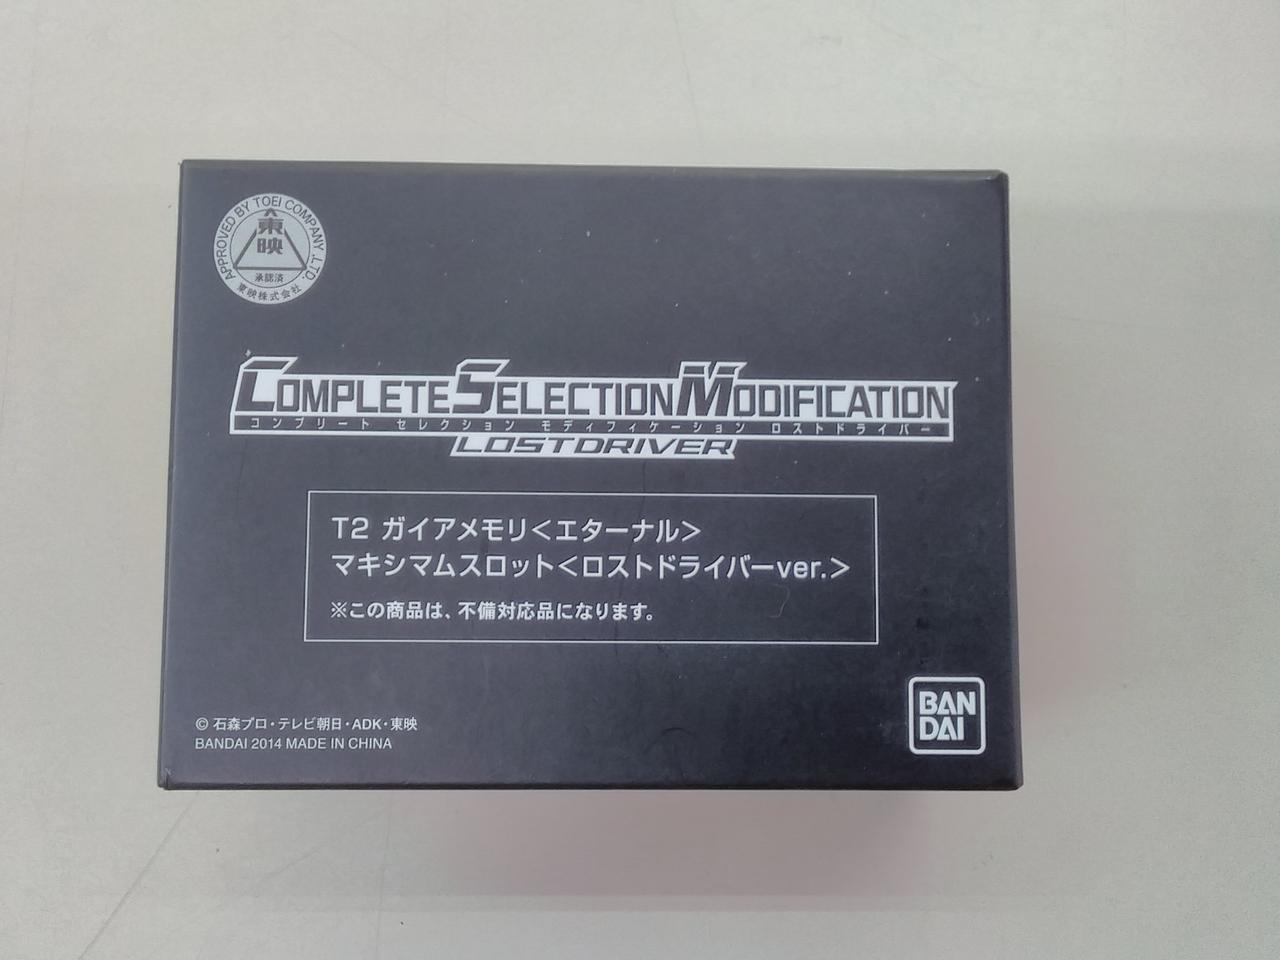 APPROVED BY TOEI COMPANY ,LTD.
東映
承認済
東映株式会社
COMPLETE SELECTION MODIFICATION
コンプリート セレクション モディフィケーション ロストドライバー
LOSTDRIVER
T2 ガイアメモリ<エターナル>
マキシマムスロット<ロストドライバーver.>
※この商品は、不備対応品になります。
© 石森プロ・テレビ朝日・ADK・東映
BANDAI 2014 MADE IN CHINA
BAN
DAI